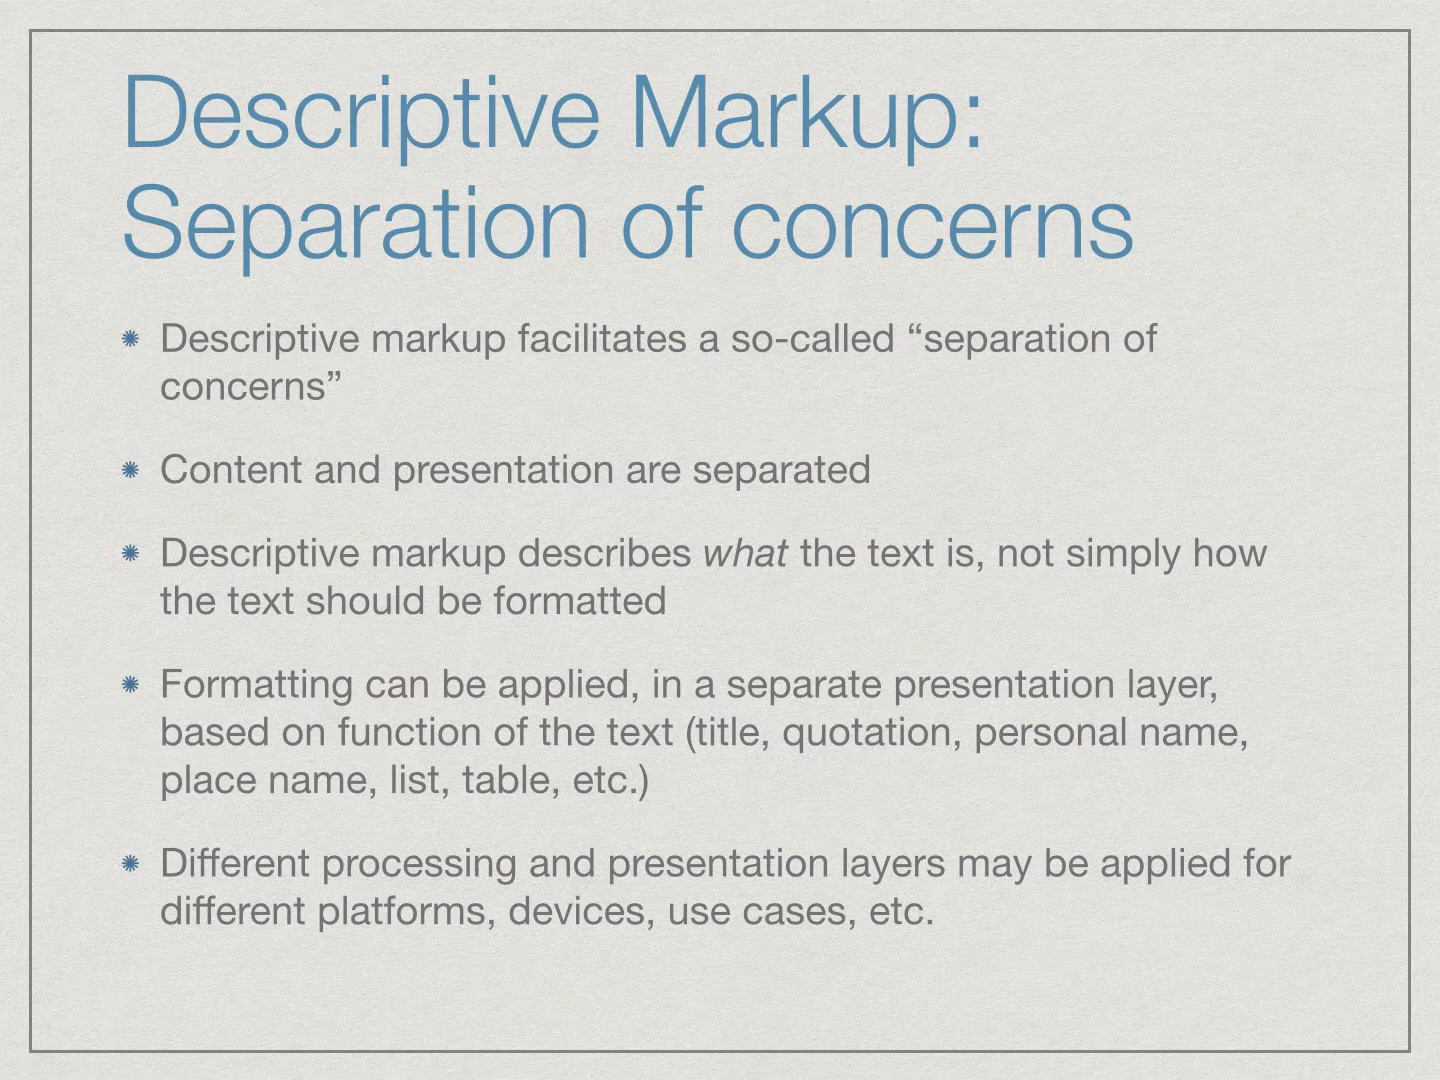 Descriptive Markup:
Separation of concerns
Descriptive markup facilitates a so-called “separation of
concerns”
Content and presentation are separated
Descriptive markup describes what the text is, not simply how
the text should be formatted
Formatting can be applied, in a separate presentation layer,
based on function of the text (title, quotation, personal name,
place name, list, table, etc.)
Different processing and presentation layers may be applied for
different platforms, devices, use cases, etc.